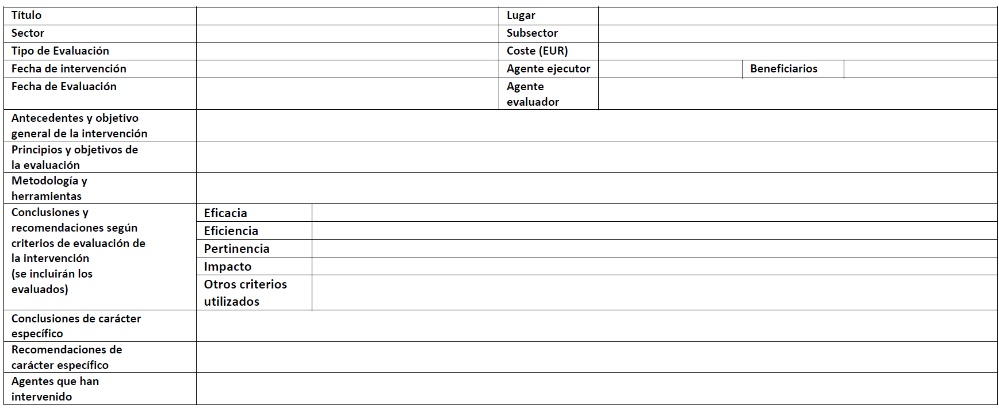 Título
Lugar
Sector
Subsector
Tipo de Evaluación
Coste (EUR)
Fecha de intervención
Agente ejecutor
Beneficiarios
Fecha de Evaluación
Agente
evaluador
Antecedentes y objetivo
general de la intervención
Principios y objetivos de
la evaluación
Metodología y
herramientas
Conclusiones y
recomendaciones según
criterios de evaluación de
la intervención
(se incluirán los
evaluados)
Eficacia
Eficiencia
Pertinencia
Impacto
Otros criterios
utilizados
Conclusiones de carácter
específico
Recomendaciones de
carácter específico
Agentes que han
intervenido